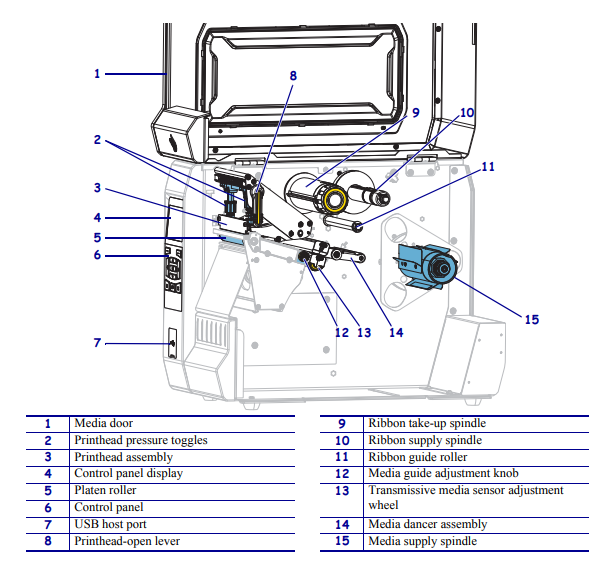 1
8
9
10
2
11
3
4
5
6
15
7
12 13 14
1 Media door
2 Printhead pressure toggles
3 Printhead assembly
4 Control panel display
5 Platen roller
6 Control panel
7 USB host port
8 Printhead-open lever
9 Ribbon take-up spindle
10 Ribbon supply spindle
11 Ribbon guide roller
12 Media guide adjustment knob
13 Transmissive media sensor adjustment
wheel
14 Media dancer assembly
15 Media supply spindle